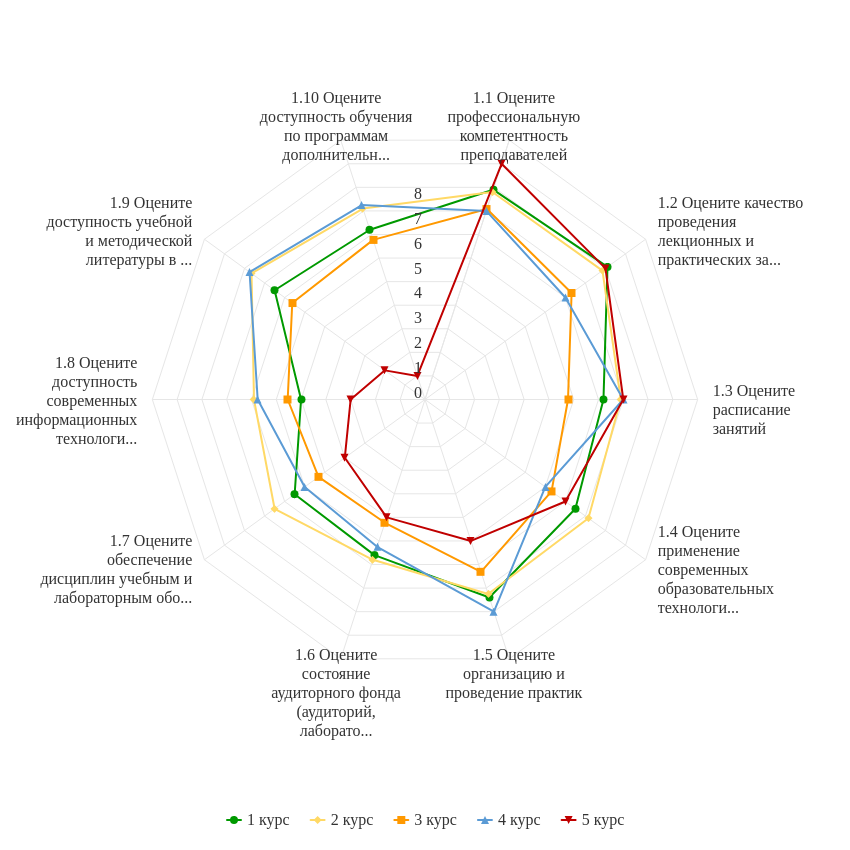 1.10 Оцените
доступность обучения
по программам
дополнительн...
1.1 Оцените
профессиональную
компетентность
преподавателей
1.9 Оцените
доступность учебной
и методической
литературы в ...
1.2 Оцените качество
проведения
лекционных и
практических за...
8
7
6
5
4
3
2
1
0
1.8 Оцените
доступность
современных
информационных
технологи...
1.3 Оцените
расписание
занятий
1.7 Оцените
обеспечение
дисциплин учебным и
лабораторным обо...
1.4 Оцените
применение
современных
образовательных
технологи...
1.6 Оцените
состояние
аудиторного фонда
(аудиторий,
лаборато...
1.5 Оцените
организацию и
проведение практик
1 курс 2 курс 3 курс 4 курс 5 курс